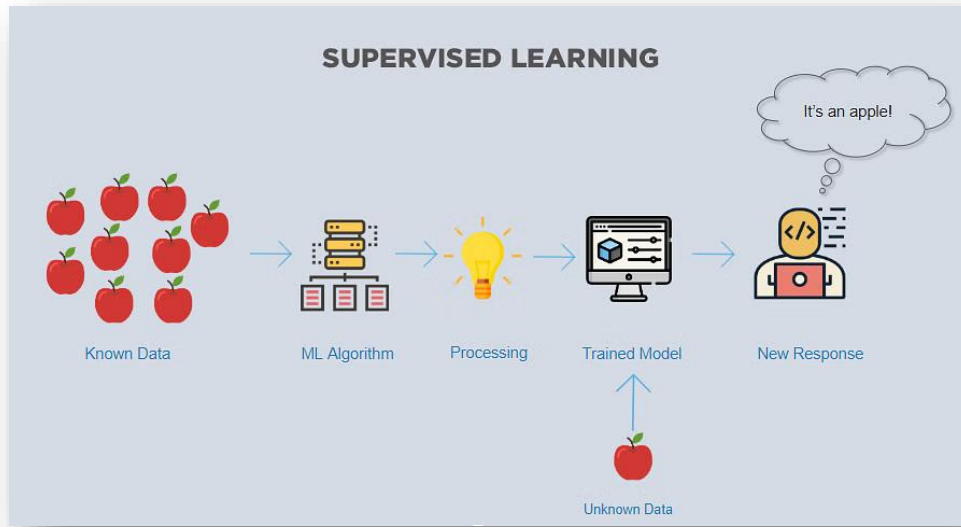 SUPERVISED LEARNING
It's an apple!
</>
Known Data
ML Algorithm
Processing
Trained Model
New Response
Unknown Data